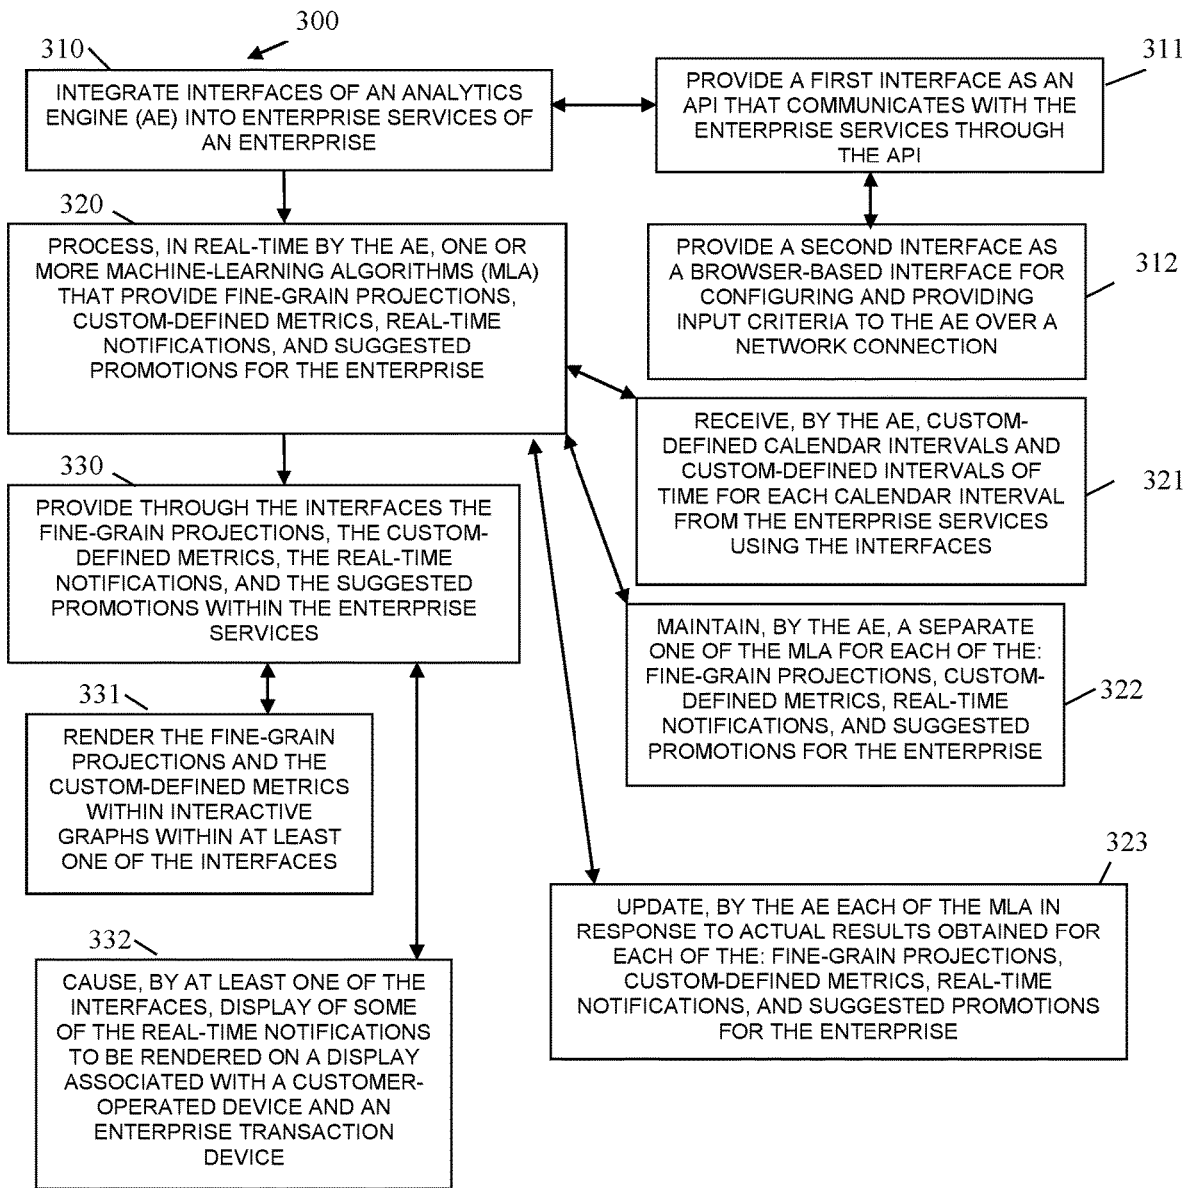 300
310
INTEGRATE INTERFACES OF AN ANALYTICS
ENGINE (AE) INTO ENTERPRISE SERVICES OF
AN ENTERPRISE
311
PROVIDE A FIRST INTERFACE AS AN
API THAT COMMUNICATES WITH THE
ENTERPRISE SERVICES THROUGH
THE API
320
PROCESS, IN REAL-TIME BY THE AE, ONE OR
MORE MACHINE-LEARNING ALGORITHMS (MLA)
THAT PROVIDE FINE-GRAIN PROJECTIONS,
CUSTOM-DEFINED METRICS, REAL-TIME
NOTIFICATIONS, AND SUGGESTED
PROMOTIONS FOR THE ENTERPRISE
312
PROVIDE A SECOND INTERFACE AS
A BROWSER-BASED INTERFACE FOR
CONFIGURING AND PROVIDING
INPUT CRITERIA TO THE AE OVER A
NETWORK CONNECTION
321
RECEIVE, BY THE AE, CUSTOM-
DEFINED CALENDAR INTERVALS AND
CUSTOM-DEFINED INTERVALS OF
TIME FOR EACH CALENDAR INTERVAL
FROM THE ENTERPRISE SERVICES
USING THE INTERFACES
330
PROVIDE THROUGH THE INTERFACES THE
FINE-GRAIN PROJECTIONS, THE CUSTOM-
DEFINED METRICS, THE REAL-TIME
NOTIFICATIONS, AND THE SUGGESTED
PROMOTIONS WITHIN THE ENTERPRISE
SERVICES
322
MAINTAIN, BY THE AE, A SEPARATE
ONE OF THE MLA FOR EACH OF THE:
FINE-GRAIN PROJECTIONS, CUSTOM-
DEFINED METRICS, REAL-TIME
NOTIFICATIONS, AND SUGGESTED
PROMOTIONS FOR THE ENTERPRISE
331
RENDER THE FINE-GRAIN
PROJECTIONS AND THE
CUSTOM-DEFINED METRICS
WITHIN INTERACTIVE
GRAPHS WITHIN AT LEAST
ONE OF THE INTERFACES
323
UPDATE, BY THE AE EACH OF THE MLA IN
RESPONSE TO ACTUAL RESULTS OBTAINED FOR
EACH OF THE: FINE-GRAIN PROJECTIONS,
CUSTOM-DEFINED METRICS, REAL-TIME
NOTIFICATIONS, AND SUGGESTED PROMOTIONS
FOR THE ENTERPRISE
332
CAUSE, BY AT LEAST ONE OF THE
INTERFACES, DISPLAY OF SOME
OF THE REAL-TIME NOTIFICATIONS
TO BE RENDERED ON A DISPLAY
ASSOCIATED WITH A CUSTOMER-
OPERATED DEVICE AND AN
ENTERPRISE TRANSACTION
DEVICE